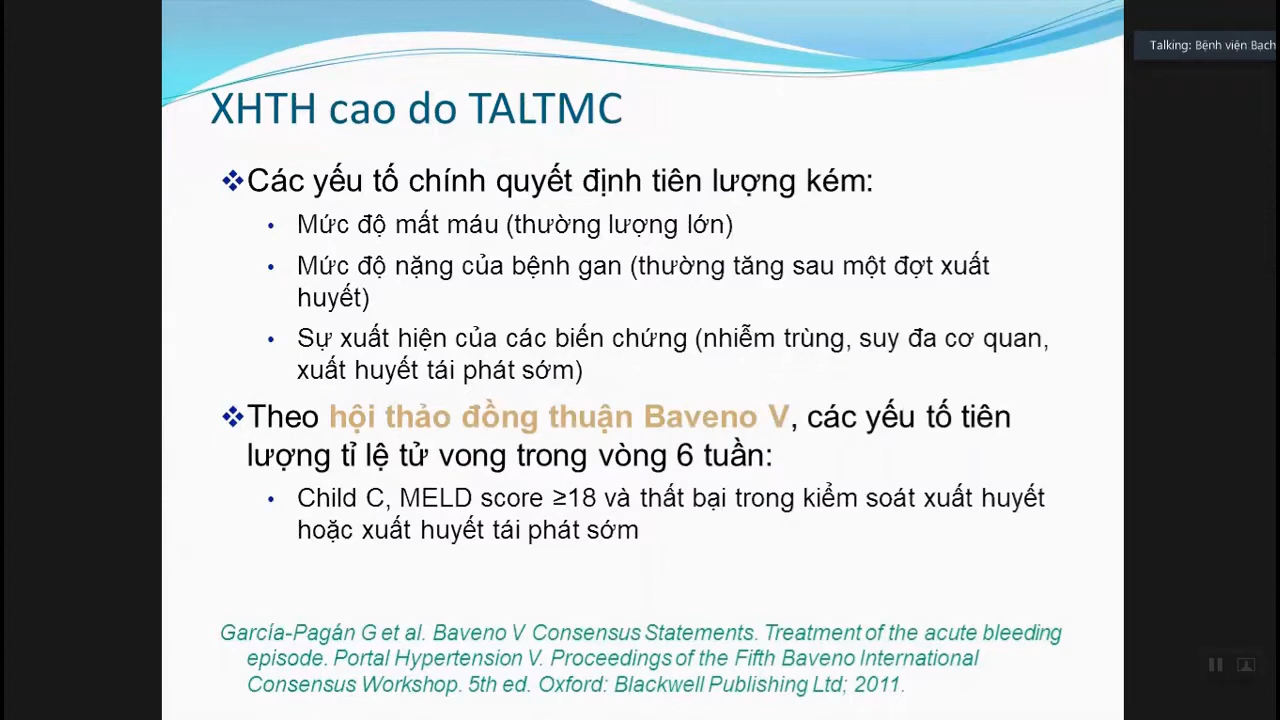 Talking: Bệnh viện Bạch
XHTH cao do TALTMC
❖Các yếu tố chính quyết định tiên lượng kém:
• Mức độ mất máu (thường lượng lớn)
• Mức độ nặng của bệnh gan (thường tăng sau một đợt xuất
huyết)
• Sự xuất hiện của các biến chứng (nhiễm trùng, suy đa cơ quan,
xuất huyết tái phát sớm)
❖Theo hội thảo đồng thuận Baveno V, các yếu tố tiên
lượng tỉ lệ tử vong trong vòng 6 tuần:
• Child C, MELD score ≥18 và thất bại trong kiểm soát xuất huyết
hoặc xuất huyết tái phát sớm
García-Pagán G et al. Baveno V Consensus Statements. Treatment of the acute bleeding
episode. Portal Hypertension V. Proceedings of the Fifth Baveno International
Consensus Workshop. 5th ed. Oxford: Blackwell Publishing Ltd; 2011.